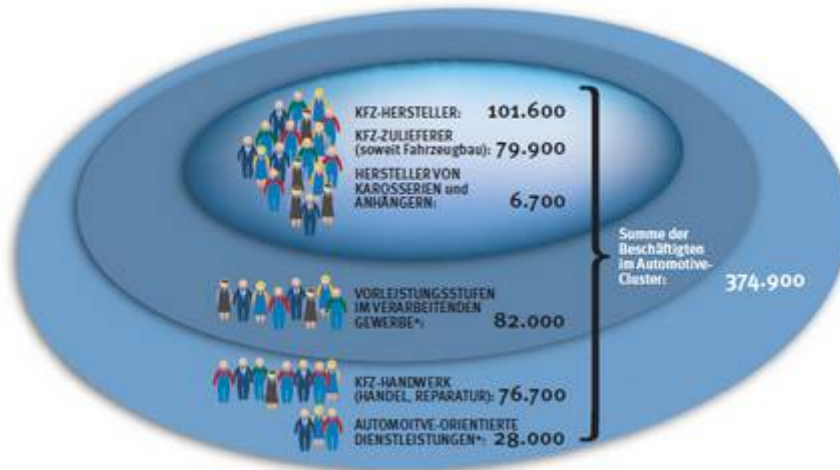 KFZ-HERSTELLER: 101.600
KFZ-ZULIEFERER
(soweit Fahrzeugbau): 79.900
HERSTELLER VON
KAROSSERIEN und
ANHÄNGERN: 6.700
Summe der
Beschäftigten
im Automotive-
Cluster: 374.900
VORLEISTUNGSSTUFEN
IM VERARBEITENDEN
GEWERBE*: 82.000
KFZ-HANDWERK
(HANDEL, REPARATUR): 76.700
AUTOMOITVE-ORIENTIERTE
DIENSTLEISTUNGEN*: 28.000